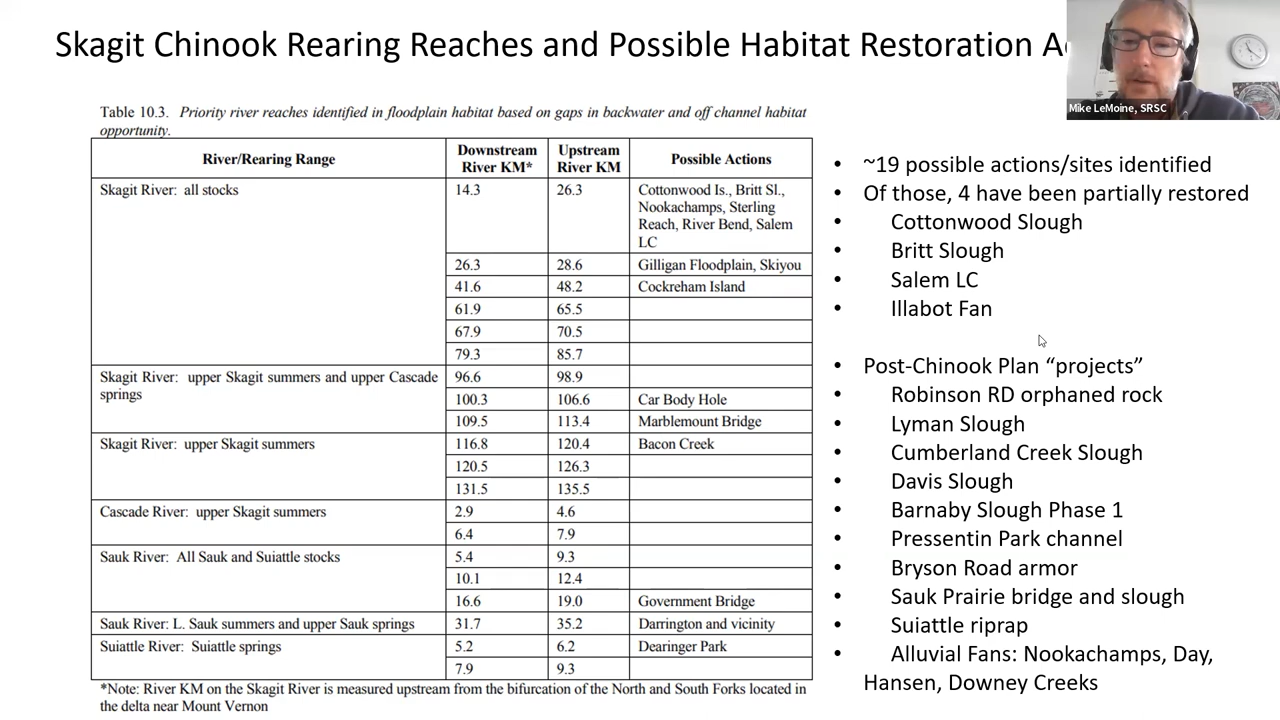 Skagit Chinook Rearing Reaches and Possible Habitat Restoration
Mike LeMoine, SRSC
Table 10.3. Priority river reaches identified in floodplain habitat based on gaps in backwater and off channel habitat
opportunity.
River/Rearing Range Downstream River KM* Upstream River KM Possible Actions
Skagit River: all stocks 14.3 26.3 Cottonwood Is., Britt Sl.,
Nookachamps, Sterling
Reach, River Bend, Salem
LC
26.3 28.6 Gilligan Floodplain, Skiyou
41.6 48.2 Cockreham Island
61.9 65.5
67.9 70.5
79.3 85.7
Skagit River: upper Skagit summers and upper Cascade 96.6 98.9
springs
100.3 106.6 Car Body Hole
109.5 113.4 Marblemount Bridge
Skagit River: upper Skagit summers 116.8 120.4 Bacon Creek
120.5 126.3
131.5 135.5
Cascade River: upper Skagit summers 2.9 4.6
6.4 7.9
Sauk River: All Sauk and Suiattle stocks 5.4 9.3
10.1 12.4
16.6 19.0 Government Bridge
Sauk River: L. Sauk summers and upper Sauk springs 31.7 35.2 Darrington and vicinity
Suiattle River: Suiattle springs 5.2 6.2 Dearinger Park
7.9 9.3
*Note: River KM on the Skagit River is measured upstream from the bifurcation of the North and South Forks located in
the delta near Mount Vernon
• ~19 possible actions/sites identified
• Of those, 4 have been partially restored
• Cottonwood Slough
• Britt Slough
• Salem LC
• Illabot Fan
• Post-Chinook Plan “projects”
• Robinson RD orphaned rock
• Lyman Slough
• Cumberland Creek Slough
• Davis Slough
• Barnaby Slough Phase 1
• Pressentin Park channel
• Bryson Road armor
• Sauk Prairie bridge and slough
• Suiattle riprap
• Alluvial Fans: Nookachamps, Day,
Hansen, Downey Creeks